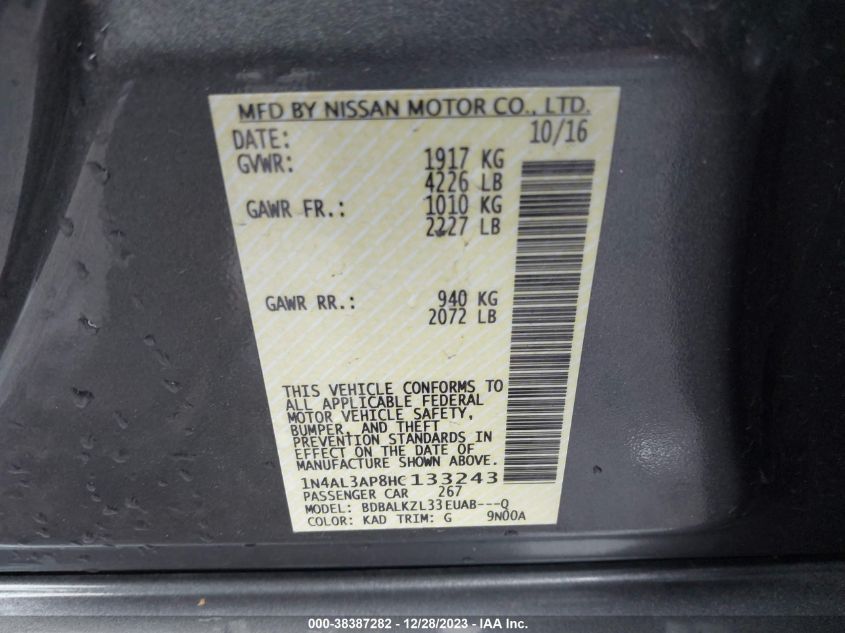 MFD BY NISSAN MOTOR CO., LTD.
DATE: 10/16
GVWR: 1917 KG
4226 LB
GAWR FR.: 1010 KG
2227 LB
GAWR RR.: 940 KG
2072 LB
THIS VEHICLE CONFORMS TO
ALL APPLICABLE FEDERAL
MOTOR VEHICLE SAFETY,
BUMPER, AND THEFT
PREVENTION STANDARDS IN
EFFECT ON THE DATE OF
MANUFACTURE SHOWN ABOVE.
1N4AL3AP8HC133243
PASSENGER CAR 267
MODEL: BDBALKZL33EUAB---Q
COLOR: KAD TRIM: G 9N00A
000-38387282 - 12/28/2023 - IAA Inc.